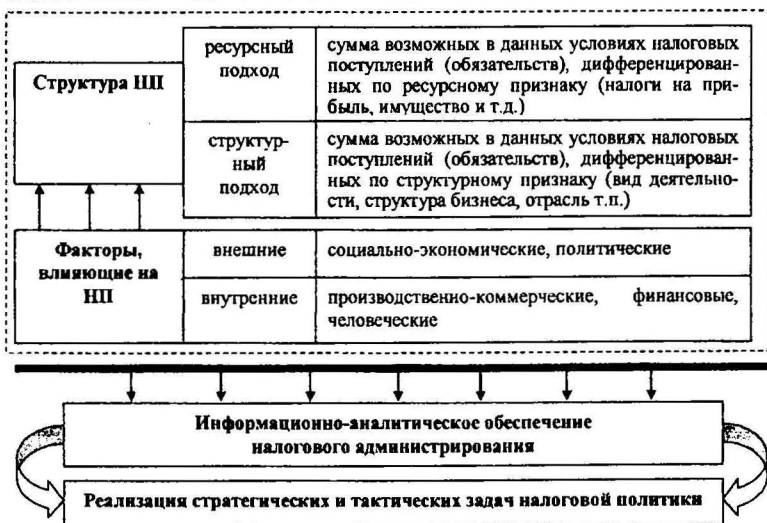 Структура НП
ресурсный
подход
сумма возможных в данных условиях налоговых
поступлений (обязательств), дифференцирован-
ных по ресурсному признаку (налоги на при-
быль, имущество и т.д.)
структур-
ный
подход
сумма возможных в данных условиях налоговых
поступлений (обязательств), дифференцирован-
ных по структурному признаку (вид деятельно-
сти, структура бизнеса, отрасль т.п.)
Факторы,
влияющие на
НП
внешние
социально-экономические, политические
внутренние
производственно-коммерческие, финансовые,
человеческие
Информационно-аналитическое обеспечение
налогового администрирования
Реализация стратегических и тактических задач налоговой политики